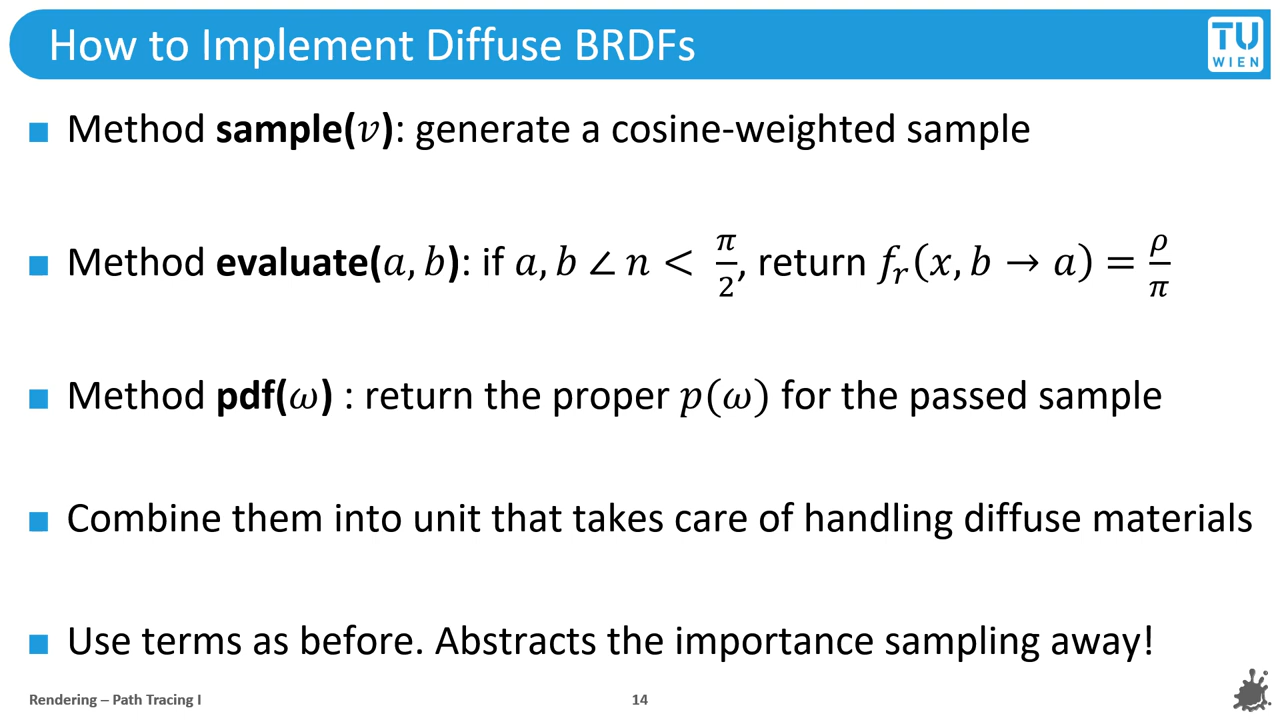 How to Implement Diffuse BRDFs
TU
WIEN
■ Method sample(𝑣): generate a cosine-weighted sample
■ Method evaluate(𝑎, 𝑏): if 𝑎, 𝑏 ∠ 𝑛 < π/2, return 𝑓ᵣ(𝑥, 𝑏 → 𝑎) = ρ/π
■ Method pdf(𝜔) : return the proper 𝑝(𝜔) for the passed sample
■ Combine them into unit that takes care of handling diffuse materials
■ Use terms as before. Abstracts the importance sampling away!
Rendering – Path Tracing I
14